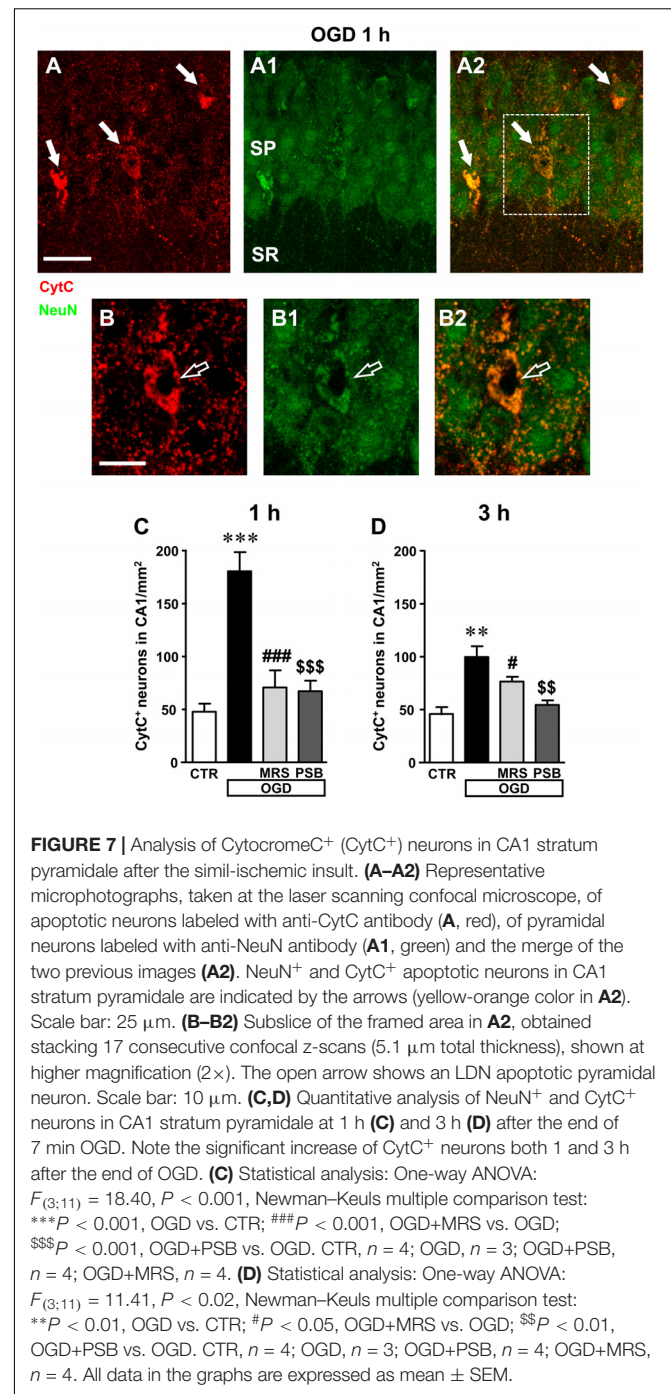 OGD 1 h
A A1 A2
SP
SR
CytC
NeuN
B B1 B2
C 1 h
CytC⁺ neurons in CA1/mm²
200
150
100
50
0
***
###
$$$
CTR MRS PSB
OGD
D 3 h
CytC⁺ neurons in CA1/mm²
200
150
100
50
0
**
#
$$
CTR MRS PSB
OGD
FIGURE 7 | Analysis of CytocromeC⁺ (CytC⁺) neurons in CA1 stratum
pyramidale after the simil-ischemic insult. (A–A2) Representative
microphotographs, taken at the laser scanning confocal microscope, of
apoptotic neurons labeled with anti-CytC antibody (A, red), of pyramidal
neurons labeled with anti-NeuN antibody (A1, green) and the merge of the
two previous images (A2). NeuN⁺ and CytC⁺ apoptotic neurons in CA1
stratum pyramidale are indicated by the arrows (yellow-orange color in A2).
Scale bar: 25 μm. (B–B2) Subslice of the framed area in A2, obtained
stacking 17 consecutive confocal z-scans (5.1 μm total thickness), shown at
higher magnification (2×). The open arrow shows an LDN apoptotic pyramidal
neuron. Scale bar: 10 μm. (C,D) Quantitative analysis of NeuN⁺ and CytC⁺
neurons in CA1 stratum pyramidale at 1 h (C) and 3 h (D) after the end of
7 min OGD. Note the significant increase of CytC⁺ neurons both 1 and 3 h
after the end of OGD. (C) Statistical analysis: One-way ANOVA:
F(3;11) = 18.40, P < 0.001, Newman–Keuls multiple comparison test:
***P < 0.001, OGD vs. CTR; ###P < 0.001, OGD+MRS vs. OGD;
$$$P < 0.001, OGD+PSB vs. OGD. CTR, n = 4; OGD, n = 3; OGD+PSB,
n = 4; OGD+MRS, n = 4. (D) Statistical analysis: One-way ANOVA:
F(3;11) = 11.41, P < 0.02, Newman–Keuls multiple comparison test:
**P < 0.01, OGD vs. CTR; #P < 0.05, OGD+MRS vs. OGD; $$P < 0.01,
OGD+PSB vs. OGD. CTR, n = 4; OGD, n = 3; OGD+PSB, n = 4; OGD+MRS,
n = 4. All data in the graphs are expressed as mean ± SEM.